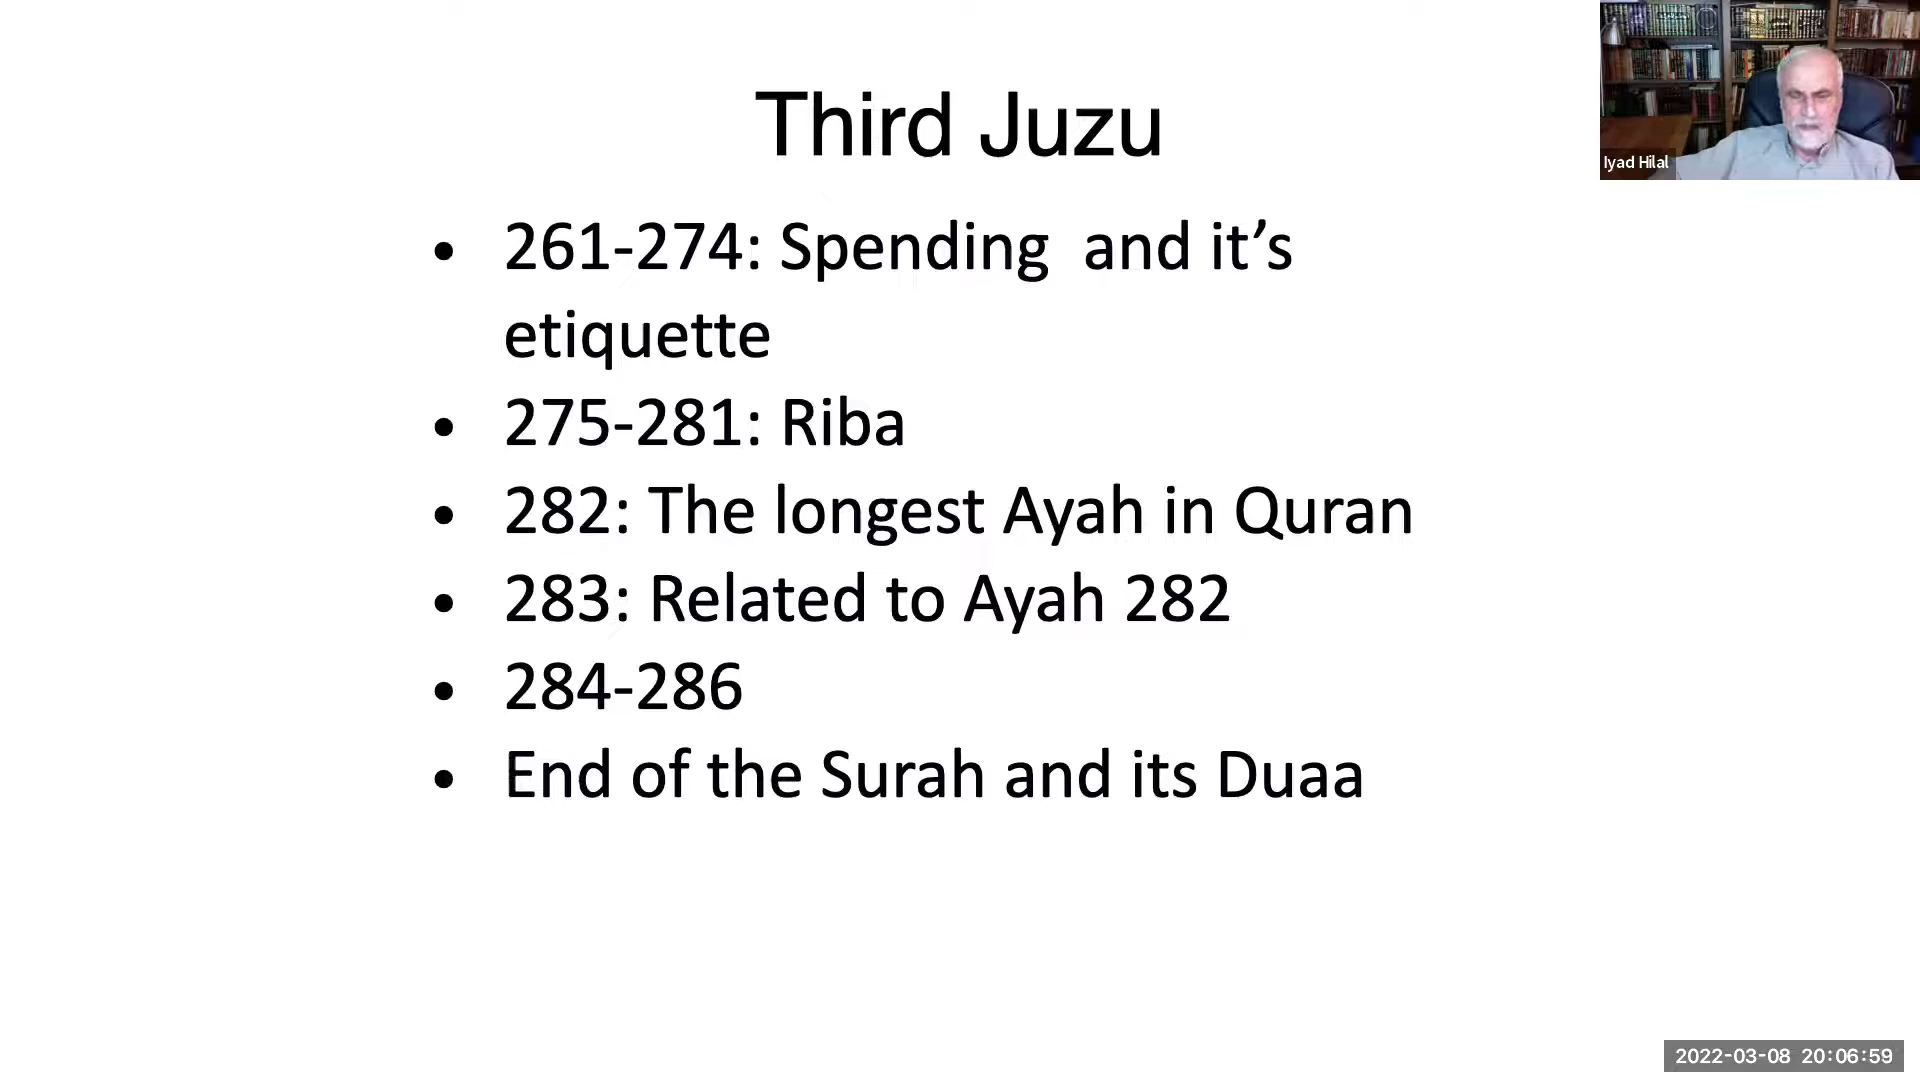 Third Juzu
Iyad Hilal
• 261-274: Spending  and it’s
etiquette
• 275-281: Riba
• 282: The longest Ayah in Quran
• 283: Related to Ayah 282
• 284-286
• End of the Surah and its Duaa
2022-03-08 20:06:59